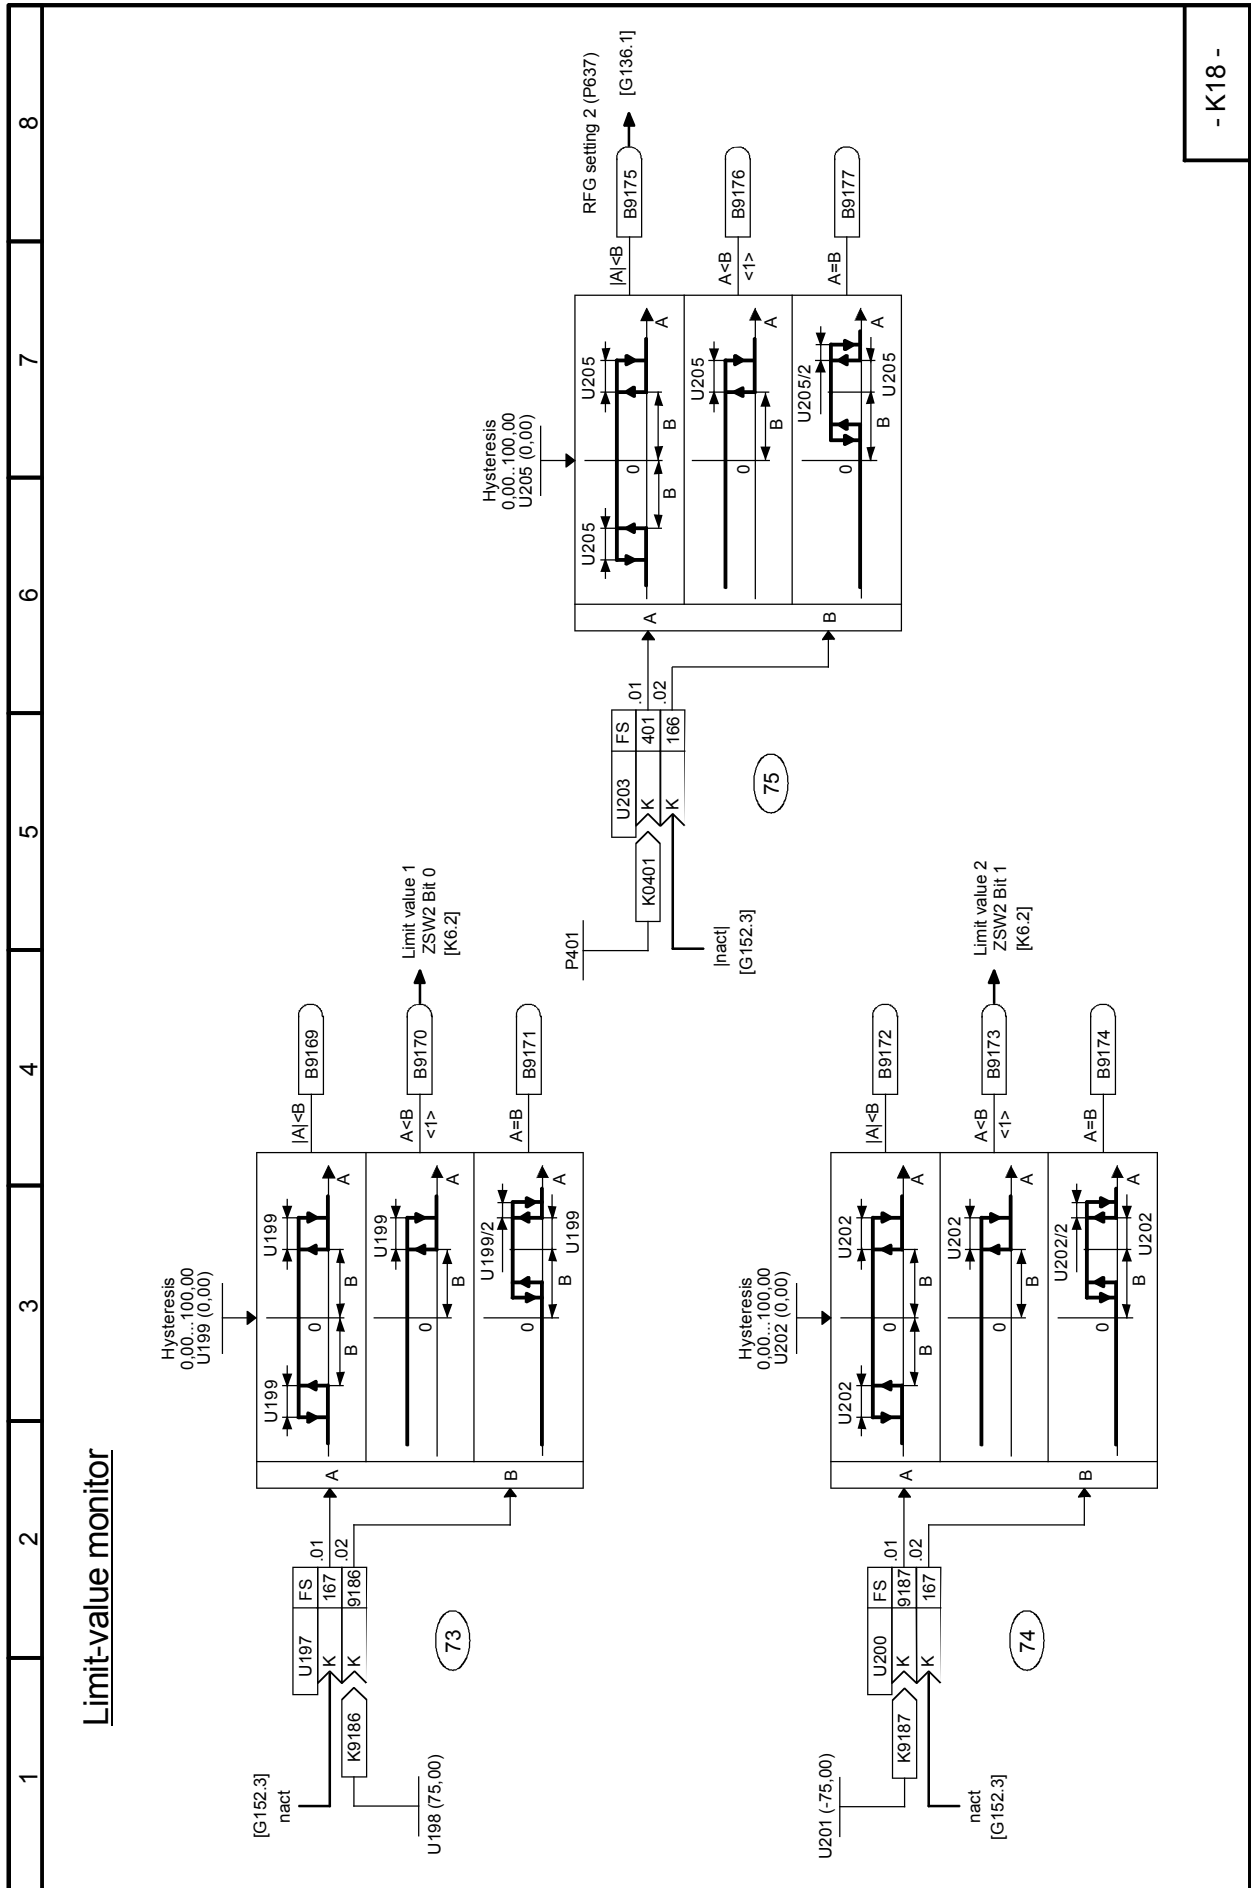 1
2
3
4
5
6
7
8
Limit-value monitor
[G152.3]
nact
K9186
U198 (75,00)
U197
FS
K
167
.01
K
9186
.02
73
Hysteresis
0,00...100,00
U199 (0,00)
A
B
U199
U199
B
0
B
A
U199
0
B
A
U199/2
0
B
U199
A
|A|<B
B9169
A<B
<1>
B9170
Limit value 1
ZSW2 Bit 0
[K6.2]
A=B
B9171
U201 (-75,00)
K9187
nact
[G152.3]
U200
FS
K
9187
.01
K
167
.02
74
Hysteresis
0,00...100,00
U202 (0,00)
A
B
U202
U202
B
0
B
A
U202
0
B
A
U202/2
0
B
U202
A
|A|<B
B9172
A<B
<1>
B9173
Limit value 2
ZSW2 Bit 1
[K6.2]
A=B
B9174
P401
K0401
|nact|
[G152.3]
U203
FS
K
401
.01
K
166
.02
75
Hysteresis
0,00..100,00
U205 (0,00)
A
B
U205
U205
B
0
B
A
U205
0
B
A
U205/2
0
B
U205
A
|A|<B
B9175
RFG setting 2 (P637)
[G136.1]
A<B
<1>
B9176
A=B
B9177
- K18 -